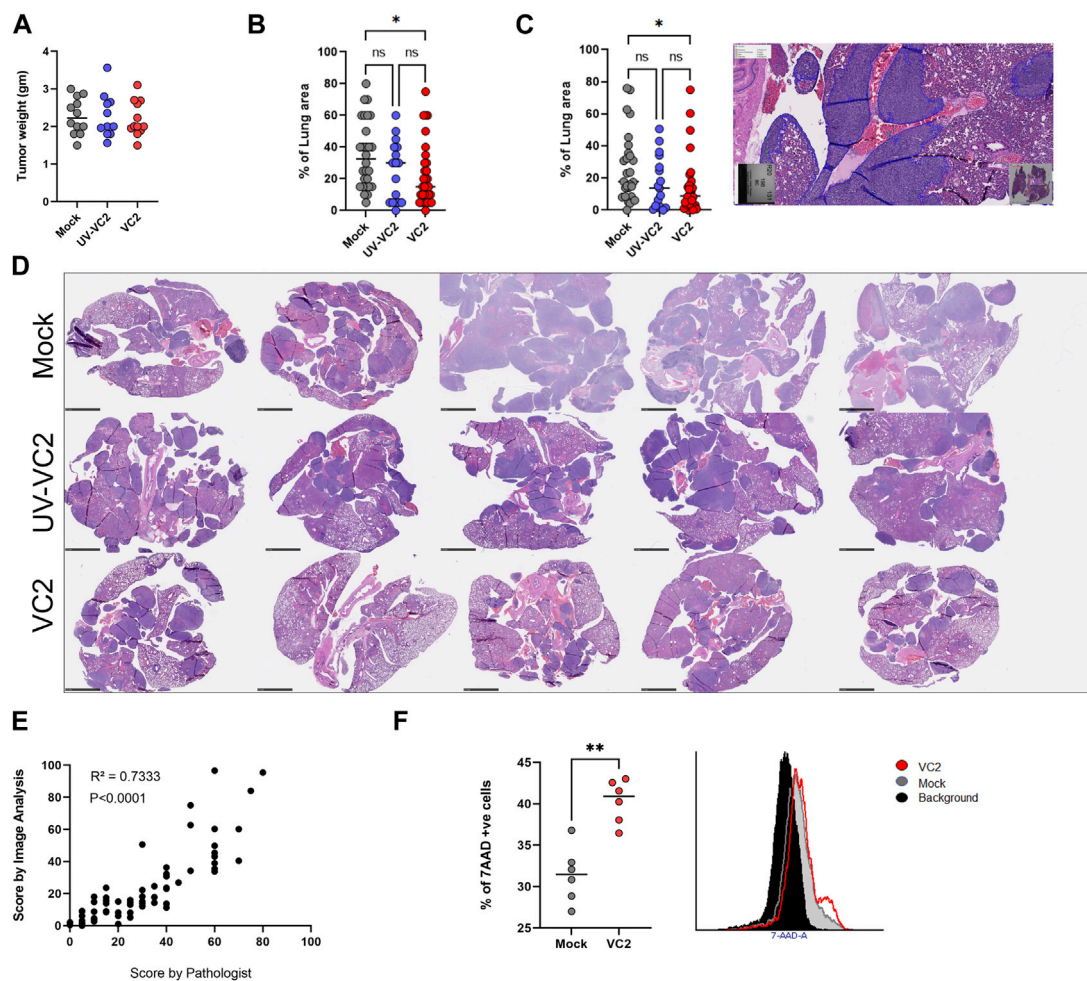 A
Tumor weight (gm)
4
3
2
1
0
Mock
UV-VC2
VC2
B
% of Lung area
*
ns
ns
100
80
60
40
20
0
Mock
UV-VC2
VC2
C
% of Lung area
*
ns
ns
100
80
60
40
20
0
Mock
UV-VC2
VC2
D
Mock
UV-VC2
VC2
E
Score by Image Analysis
R² = 0.7333
P<0.0001
100
80
60
40
20
0
0 20 40 60 80 100
Score by Pathologist
F
% of 7AAD +ve cells
**
45
40
35
30
25
Mock VC2
7-AAD-A
VC2
Mock
Background